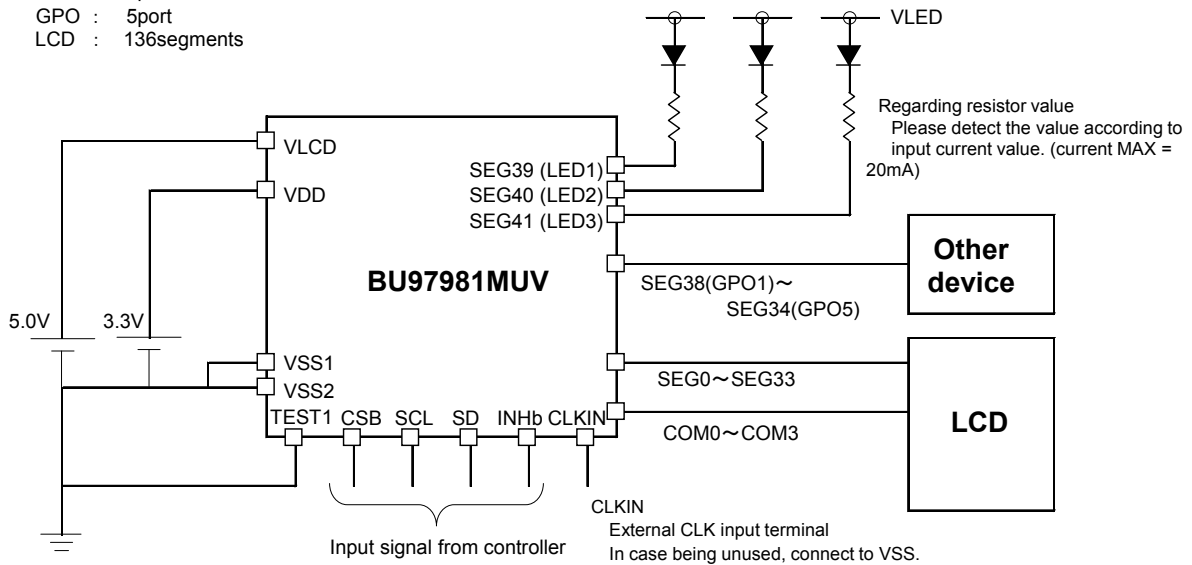 GPO : 5port
LCD : 136segments
VLED
Regarding resistor value
Please detect the value according to
input current value. (current MAX =
20mA)
VLCD
VDD
SEG39 (LED1)
SEG40 (LED2)
SEG41 (LED3)
BU97981MUV
Other
device
SEG38(GPO1)～
SEG34(GPO5)
5.0V
3.3V
VSS1
VSS2
SEG0～SEG33
LCD
TEST1 CSB SCL SD INHb CLKIN
COM0～COM3
CLKIN
External CLK input terminal
In case being unused, connect to VSS.
Input signal from controller